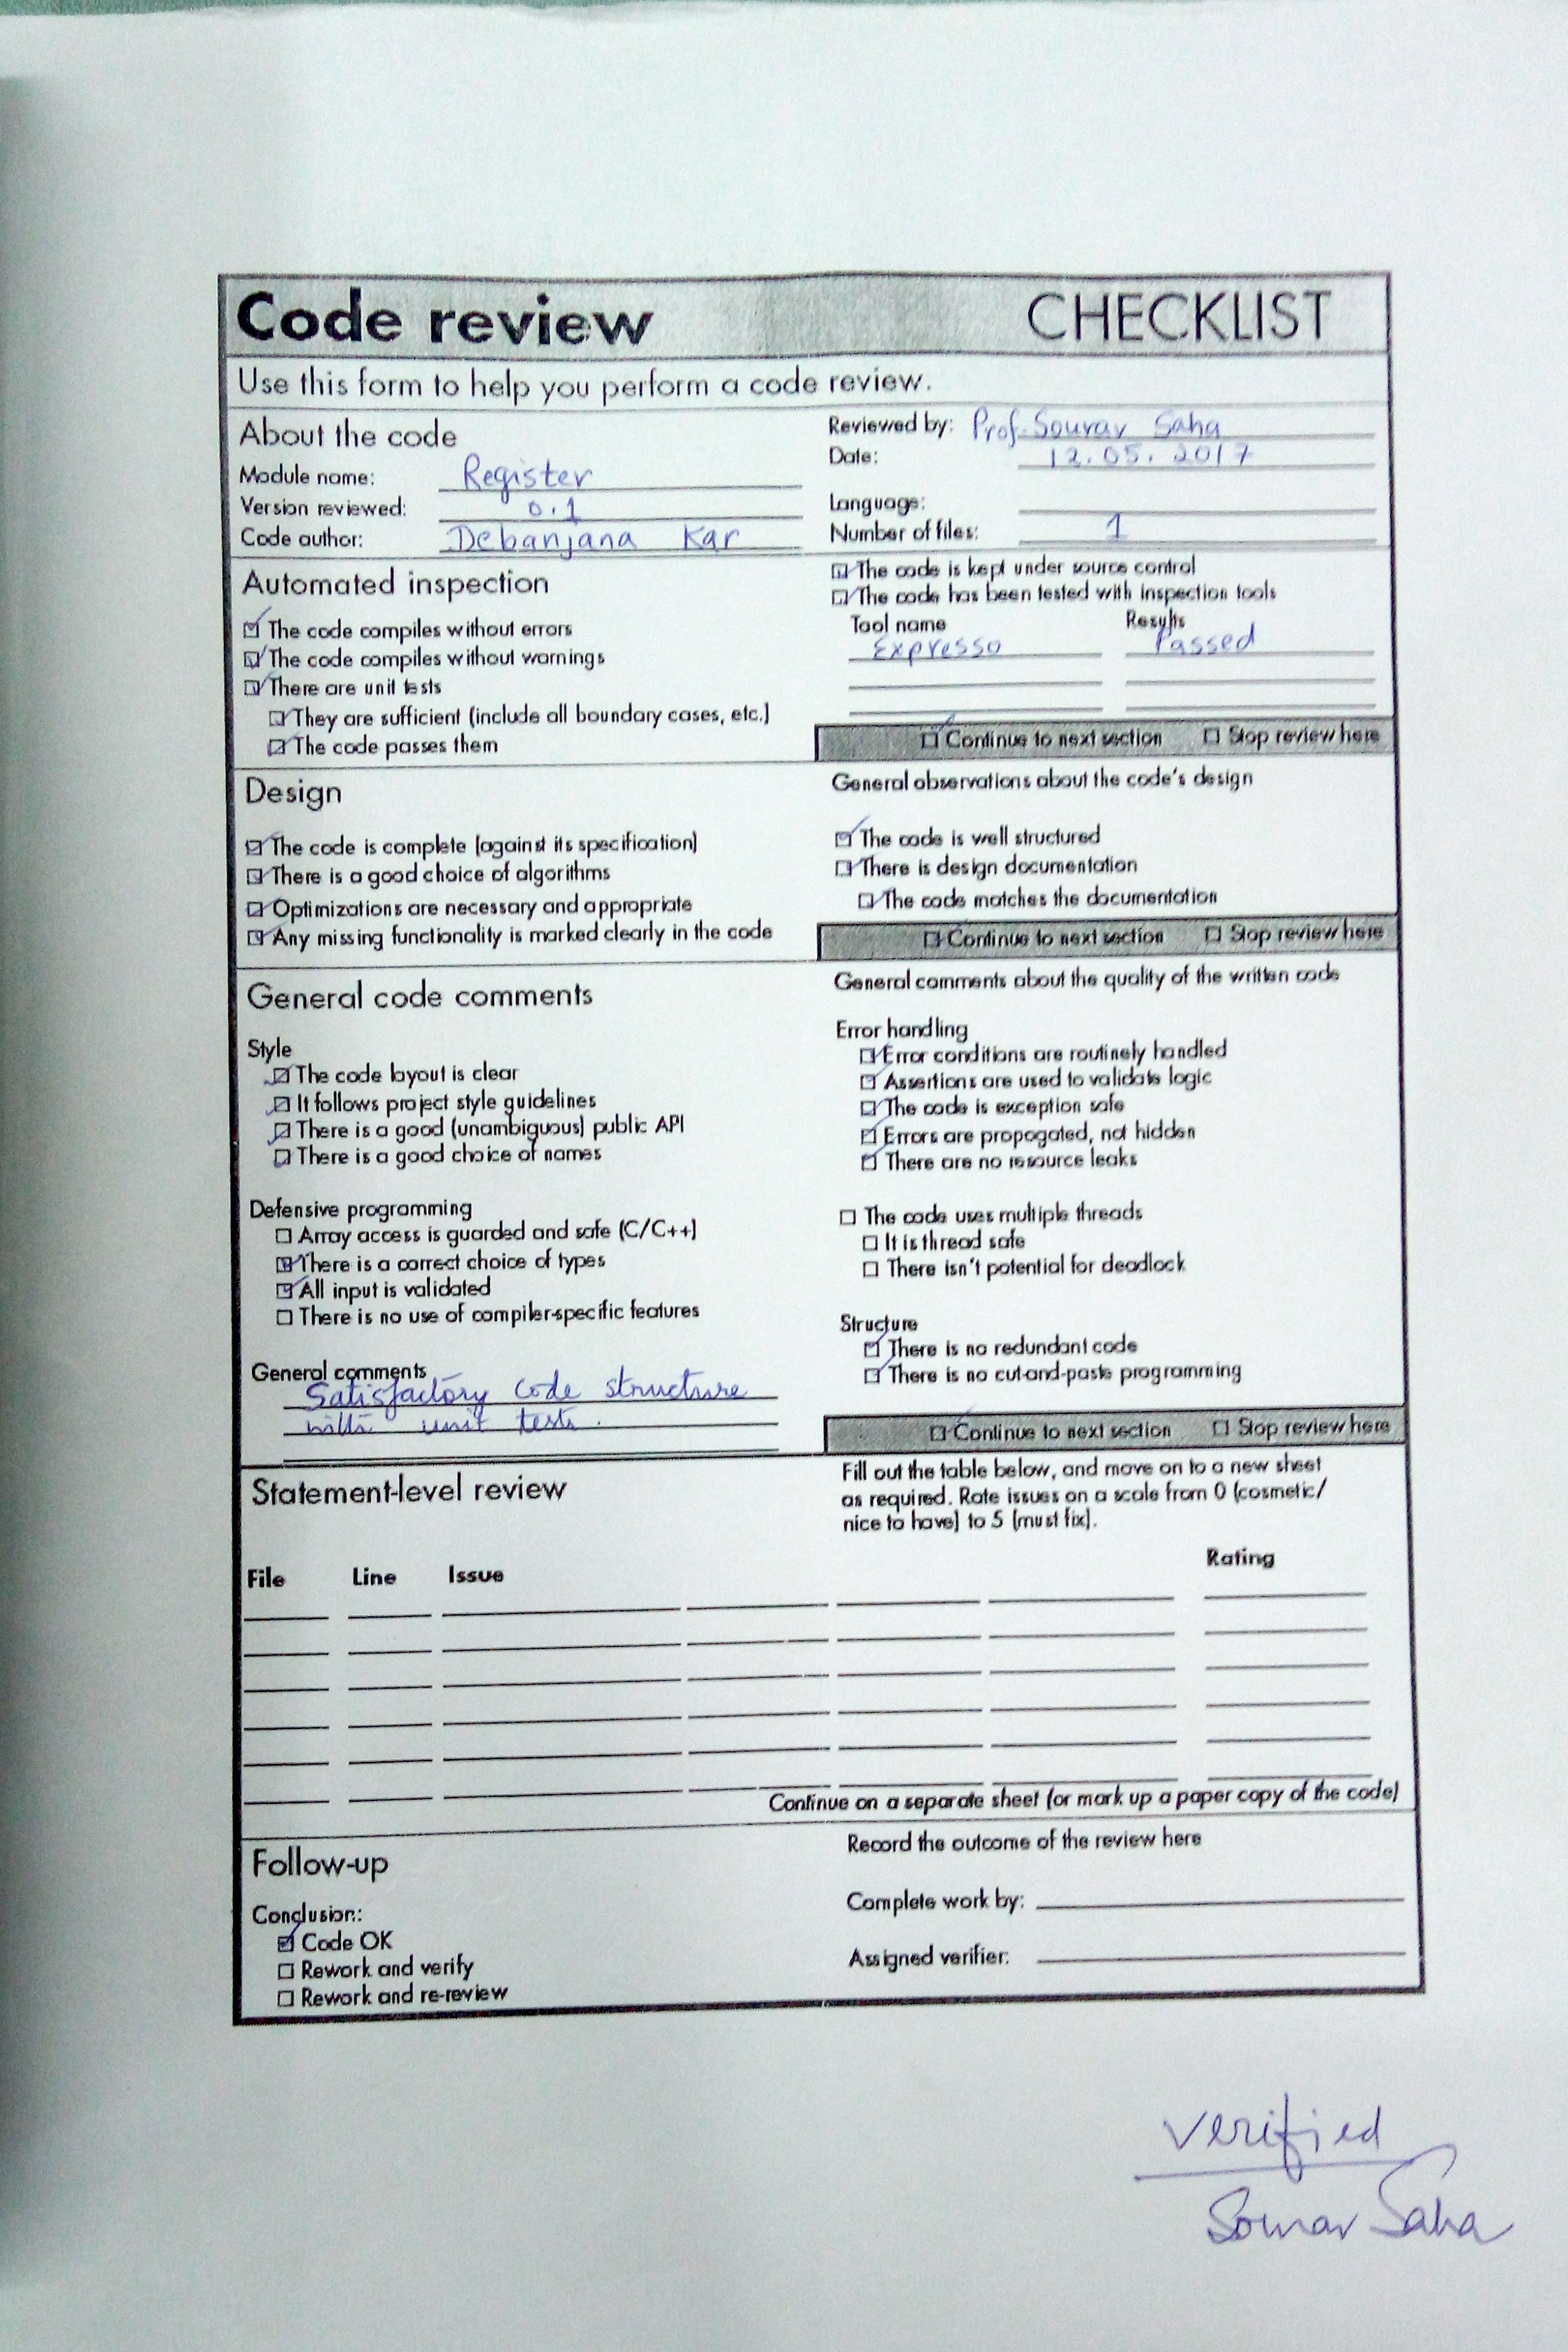 Code review CHECKLIST
Use this form to help you perform a code review.
About the code
Module name: Register
Version reviewed: 0.1
Code author: Debanjana Kar
Reviewed by: Prof. Sourav Saha
Date: 12.05.2017
Language:
Number of files: 1
Automated inspection
The code compiles without errors
The code compiles without warnings
There are unit tests
They are sufficient (include all boundary cases, etc.)
The code passes them
The code is kept under source control
The code has been tested with inspection tools
Tool name Results
Expresso Passed
Continue to next section Stop review here
Design
The code is complete (against its specification)
There is a good choice of algorithms
Optimizations are necessary and appropriate
Any missing functionality is marked clearly in the code
General observations about the code's design
The code is well structured
There is design documentation
The code matches the documentation
Continue to next section Stop review here
General code comments
Style
The code layout is clear
It follows project style guidelines
There is a good (unambiguous) public API
There is a good choice of names
Defensive programming
Array access is guarded and safe (C/C++)
There is a correct choice of types
All input is validated
There is no use of compiler-specific features
General comments
Satisfactory code structure
with unit tests.
General comments about the quality of the written code
Error handling
Error conditions are routinely handled
Assertions are used to validate logic
The code is exception safe
Errors are propogated, not hidden
There are no resource leaks
The code uses multiple threads
It is thread safe
There isn't potential for deadlock
Structure
There is no redundant code
There is no cut-and-paste programming
Continue to next section Stop review here
Statement-level review
Fill out the table below, and move on to a new sheet
as required. Rate issues on a scale from 0 (cosmetic/
nice to have) to 5 (must fix).
File Line Issue Rating
Continue on a separate sheet (or mark up a paper copy of the code)
Follow-up
Conclusion:
Code OK
Rework and verify
Rework and re-review
Record the outcome of the review here
Complete work by:
Assigned verifier:
Verified
Sourav Saha